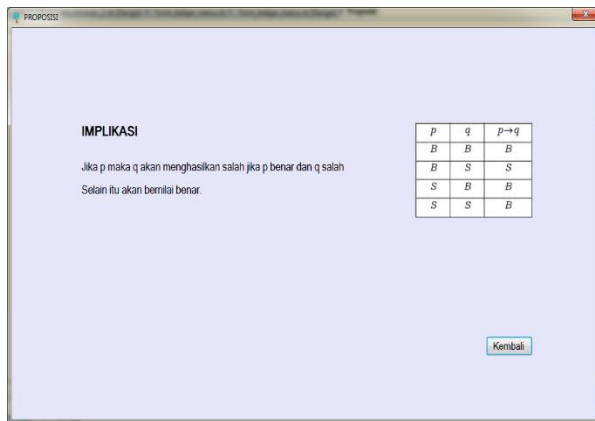 PROPOSISI
IMPLIKASI
Jika p maka q akan menghasilkan salah jika p benar dan q salah
Selain itu akan bernilai benar.
p q p→q
B B B
B S S
S B B
S S B
Kembali